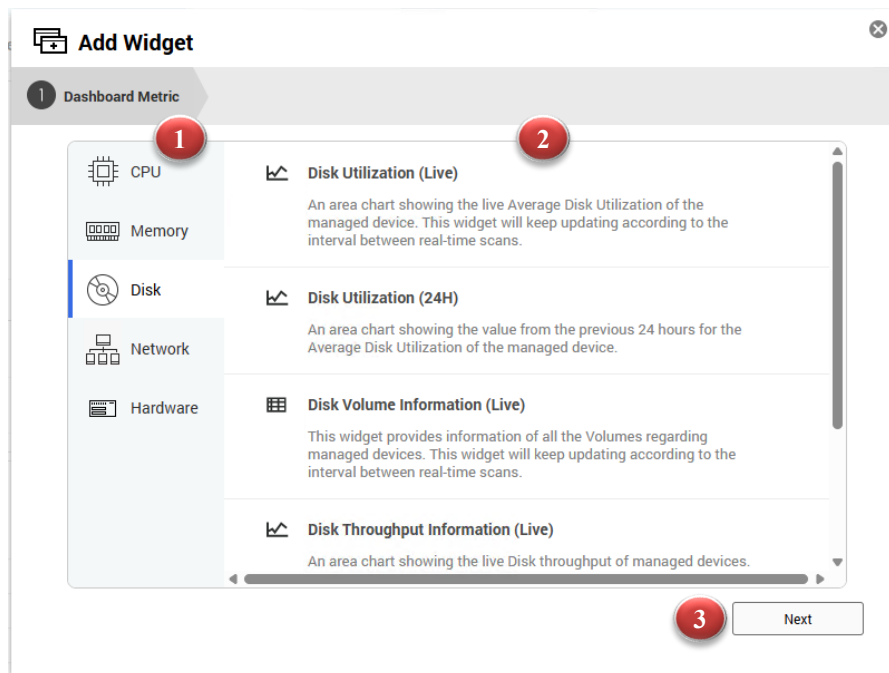 Add Widget
1 Dashboard Metric
1
2
CPU
Memory
Disk
Network
Hardware
Disk Utilization (Live)
An area chart showing the live Average Disk Utilization of the
managed device. This widget will keep updating according to the
interval between real-time scans.
Disk Utilization (24H)
An area chart showing the value from the previous 24 hours for the
Average Disk Utilization of the managed device.
Disk Volume Information (Live)
This widget provides information of all the Volumes regarding
managed devices. This widget will keep updating according to the
interval between real-time scans.
Disk Throughput Information (Live)
An area chart showing the live Disk throughput of managed devices.
3
Next